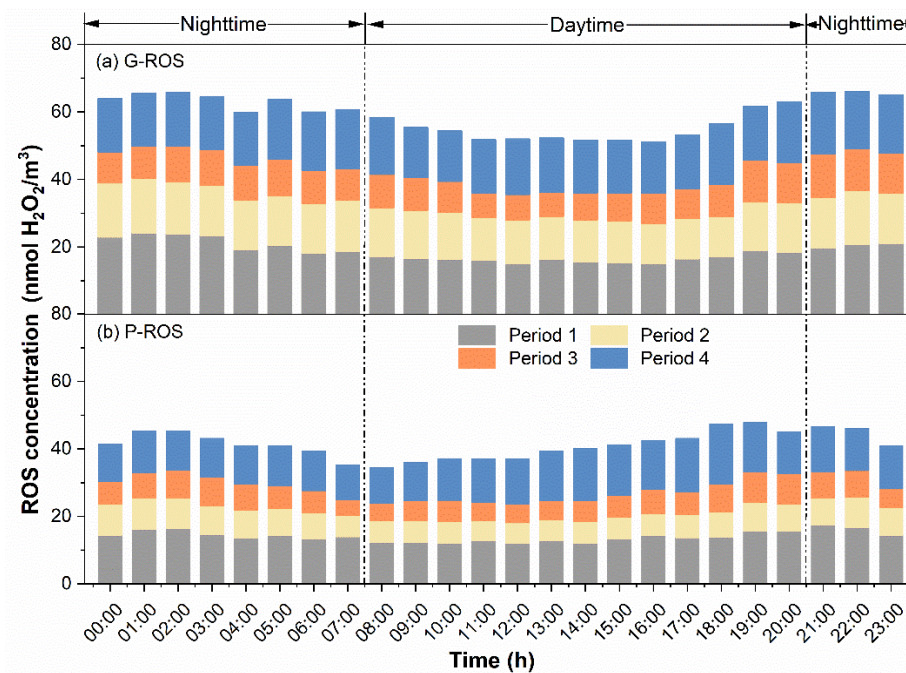 Nighttime Daytime Nighttime
80
(a) G-ROS
60
40
20
80
(b) P-ROS
Period 1 Period 2
Period 3 Period 4
60
40
20
0
ROS concentration (nmol H₂O₂/m³)
00:00 01:00 02:00 03:00 04:00 05:00 06:00 07:00 08:00 09:00 10:00 11:00 12:00 13:00 14:00 15:00 16:00 17:00 18:00 19:00 20:00 21:00 22:00 23:00
Time (h)